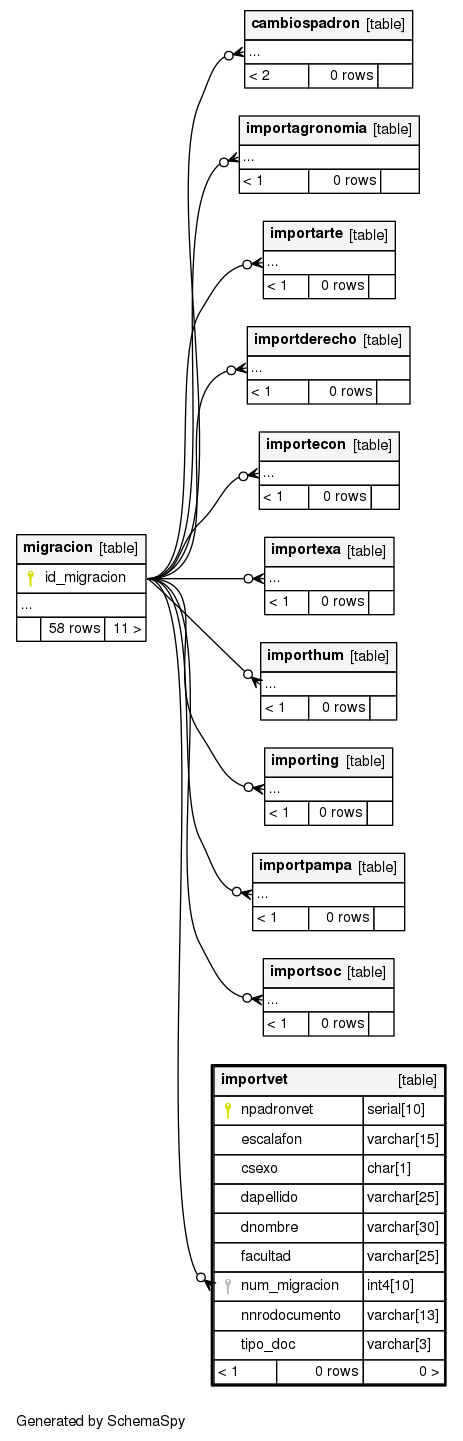 cambiospadron [table]
...
< 2 0 rows
importagronomia [table]
...
< 1 0 rows
importarte [table]
...
< 1 0 rows
importderecho [table]
...
< 1 0 rows
importecon [table]
...
< 1 0 rows
migracion [table]
id_migracion
...
58 rows 11 >
importexa [table]
...
< 1 0 rows
importhum [table]
...
< 1 0 rows
importing [table]
...
< 1 0 rows
importpampa [table]
...
< 1 0 rows
importsoc [table]
...
< 1 0 rows
importvet [table]
npadronvet serial[10]
escalafon varchar[15]
csexo char[1]
dapellido varchar[25]
dnombre varchar[30]
facultad varchar[25]
num_migracion int4[10]
nnrodocumento varchar[13]
tipo_doc varchar[3]
< 1 0 rows 0 >
Generated by SchemaSpy